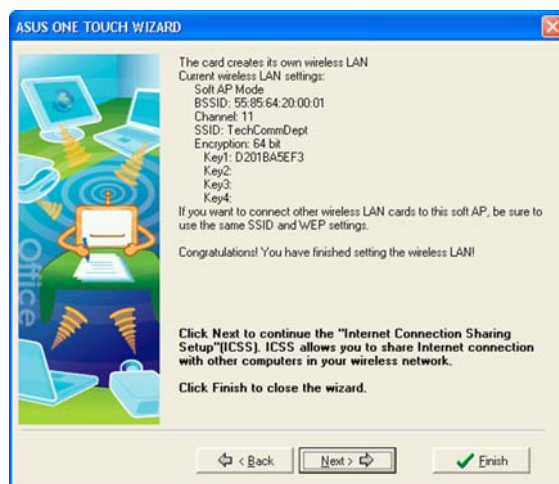 ASUS ONE TOUCH WIZARD
The card creates its own wireless LAN
Current wireless LAN settings:
Soft AP Mode
BSSID: 55:85:64:20:00:01
Channel: 11
SSID: TechCommDept
Encryption: 64 bit
Key1: D201BA5EF3
Key2:
Key3:
Key4:
If you want to connect other wireless LAN cards to this soft AP, be sure to
use the same SSID and WEP settings.
Congratulations! You have finished setting the wireless LAN!
Office
Click Next to continue the "Internet Connection Sharing
Setup"(ICSS). ICSS allows you to share Internet connection
with other computers in your wireless network.
Click Finish to close the wizard.
< Back
Next >
Finish